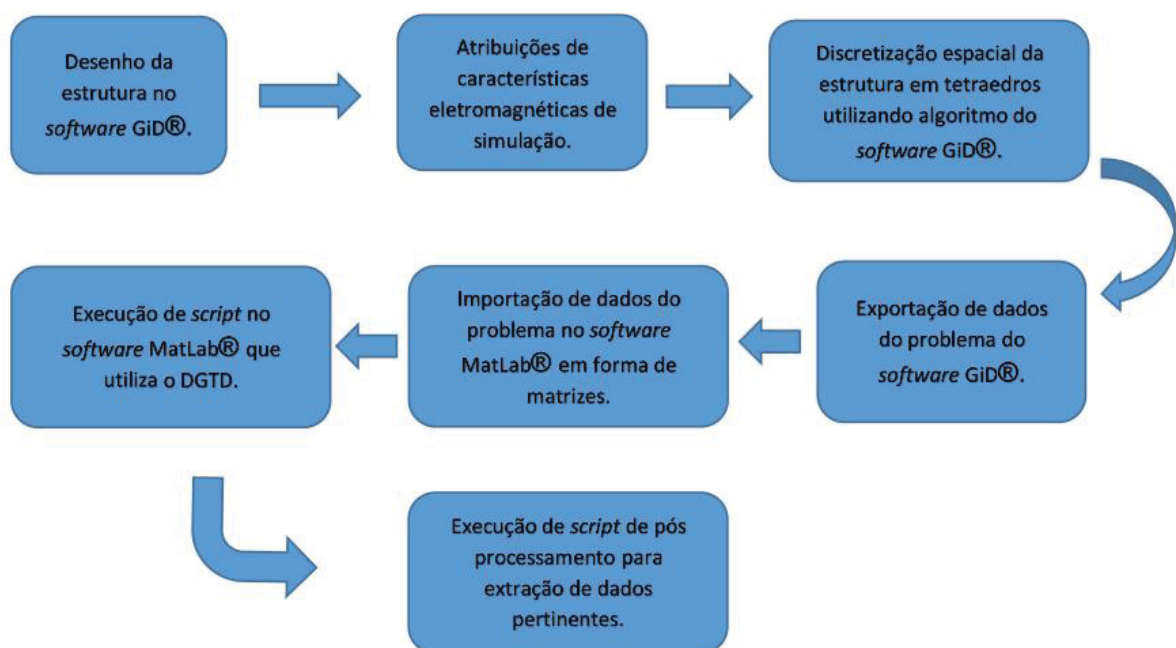 Desenho da
estrutura no
software GiD®.
Atribuições de
características
eletromagnéticas de
simulação.
Discretização espacial da
estrutura em tetraedros
utilizando algoritmo do
software GiD®.
Exportação de dados
do problema do
software GiD®.
Importação de dados do
problema no software
MatLab® em forma de
matrizes.
Execução de script no
software MatLab® que
utiliza o DGTD.
Execução de script de pós
processamento para
extração de dados
pertinentes.